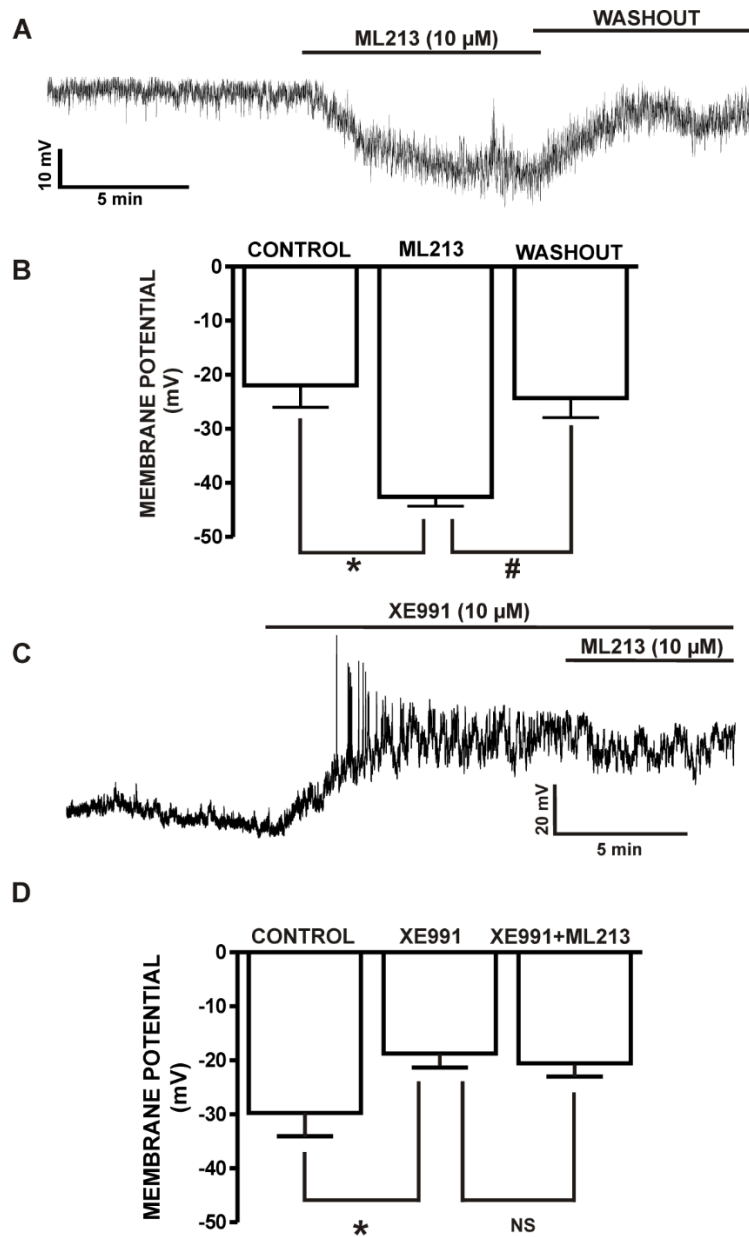 A
ML213 (10 µM)
WASHOUT
10 mV
5 min
B
CONTROL
ML213
WASHOUT
MEMBRANE POTENTIAL
(mV)
0
-10
-20
-30
-40
-50
*
#
XE991 (10 µM)
C
ML213 (10 µM)
20 mV
5 min
D
CONTROL
XE991
XE991+ML213
MEMBRANE POTENTIAL
(mV)
0
-10
-20
-30
-40
-50
*
NS